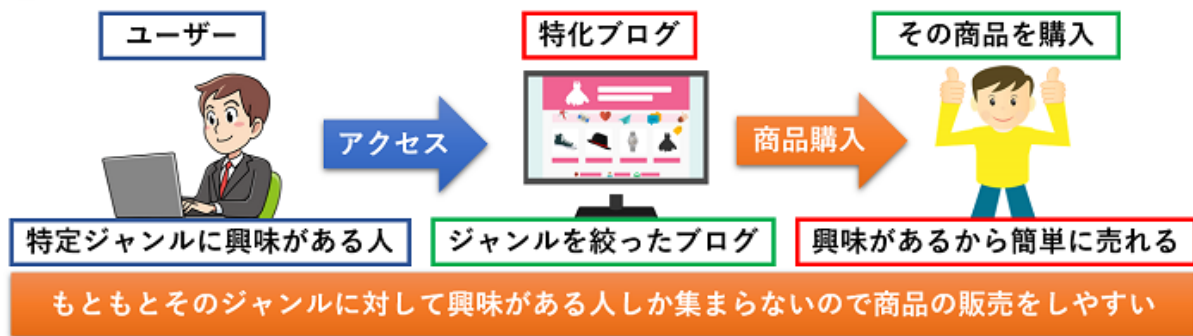 ユーザー
特化ブログ
その商品を購入
アクセス
商品購入
特定ジャンルに興味がある人
ジャンルを絞ったブログ
興味があるから簡単に売れる
もともとそのジャンルに対して興味がある人しか集まらないので商品の販売をしやすい